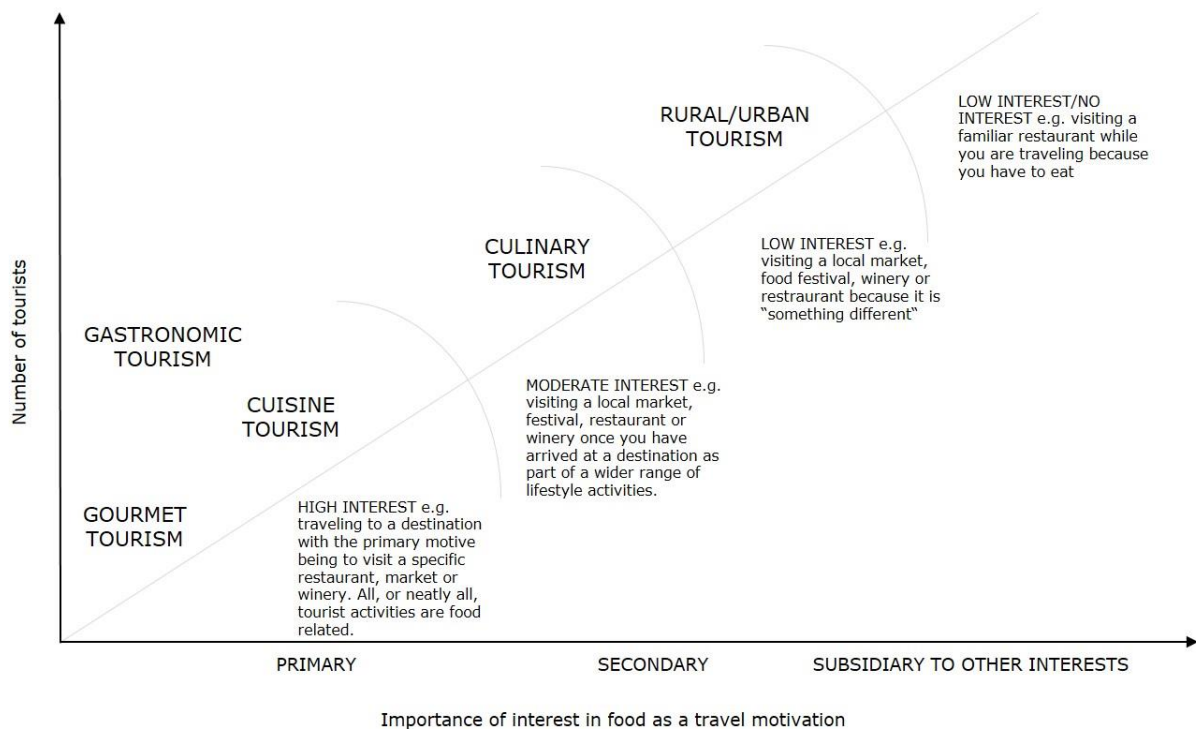 RURAL/URBAN
TOURISM
LOW INTEREST/NO
INTEREST e.g. visiting a
familiar restaurant while
you are traveling because
you have to eat
CULINARY
TOURISM
LOW INTEREST e.g.
visiting a local market,
food festival, winery or
restraurant because it is
"something different"
GASTRONOMIC
TOURISM
CUISINE
TOURISM
MODERATE INTEREST e.g.
visiting a local market,
festival, restaurant or
winery once you have
arrived at a destination as
part of a wider range of
lifestyle activities.
GOURMET
TOURISM
HIGH INTEREST e.g.
traveling to a destination
with the primary motive
being to visit a specific
restaurant, market or
winery. All, or neatly all,
tourist activities are food
related.
Number of tourists
PRIMARY
SECONDARY
SUBSIDIARY TO OTHER INTERESTS
Importance of interest in food as a travel motivation